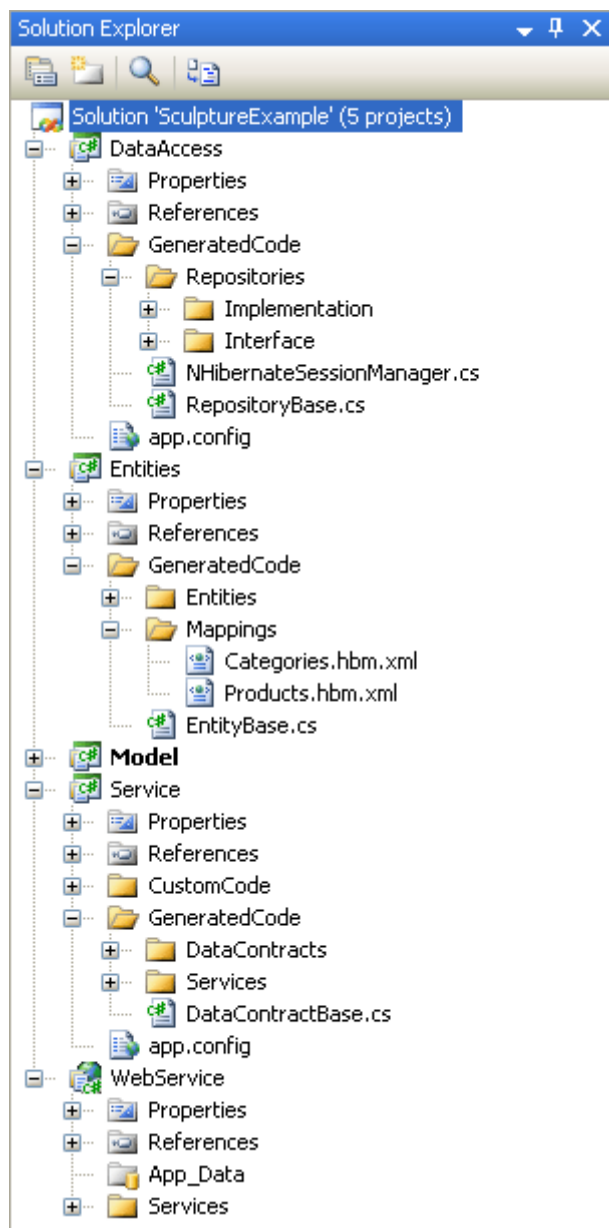 Solution Explorer
Solution 'SculptureExample' (5 projects)
DataAccess
Properties
References
GeneratedCode
Repositories
Implementation
Interface
NHibernateSessionManager.cs
RepositoryBase.cs
app.config
Entities
Properties
References
GeneratedCode
Entities
Mappings
Categories.hbm.xml
Products.hbm.xml
EntityBase.cs
Model
Service
Properties
References
CustomCode
GeneratedCode
DataContracts
Services
DataContractBase.cs
app.config
WebService
Properties
References
App_Data
Services